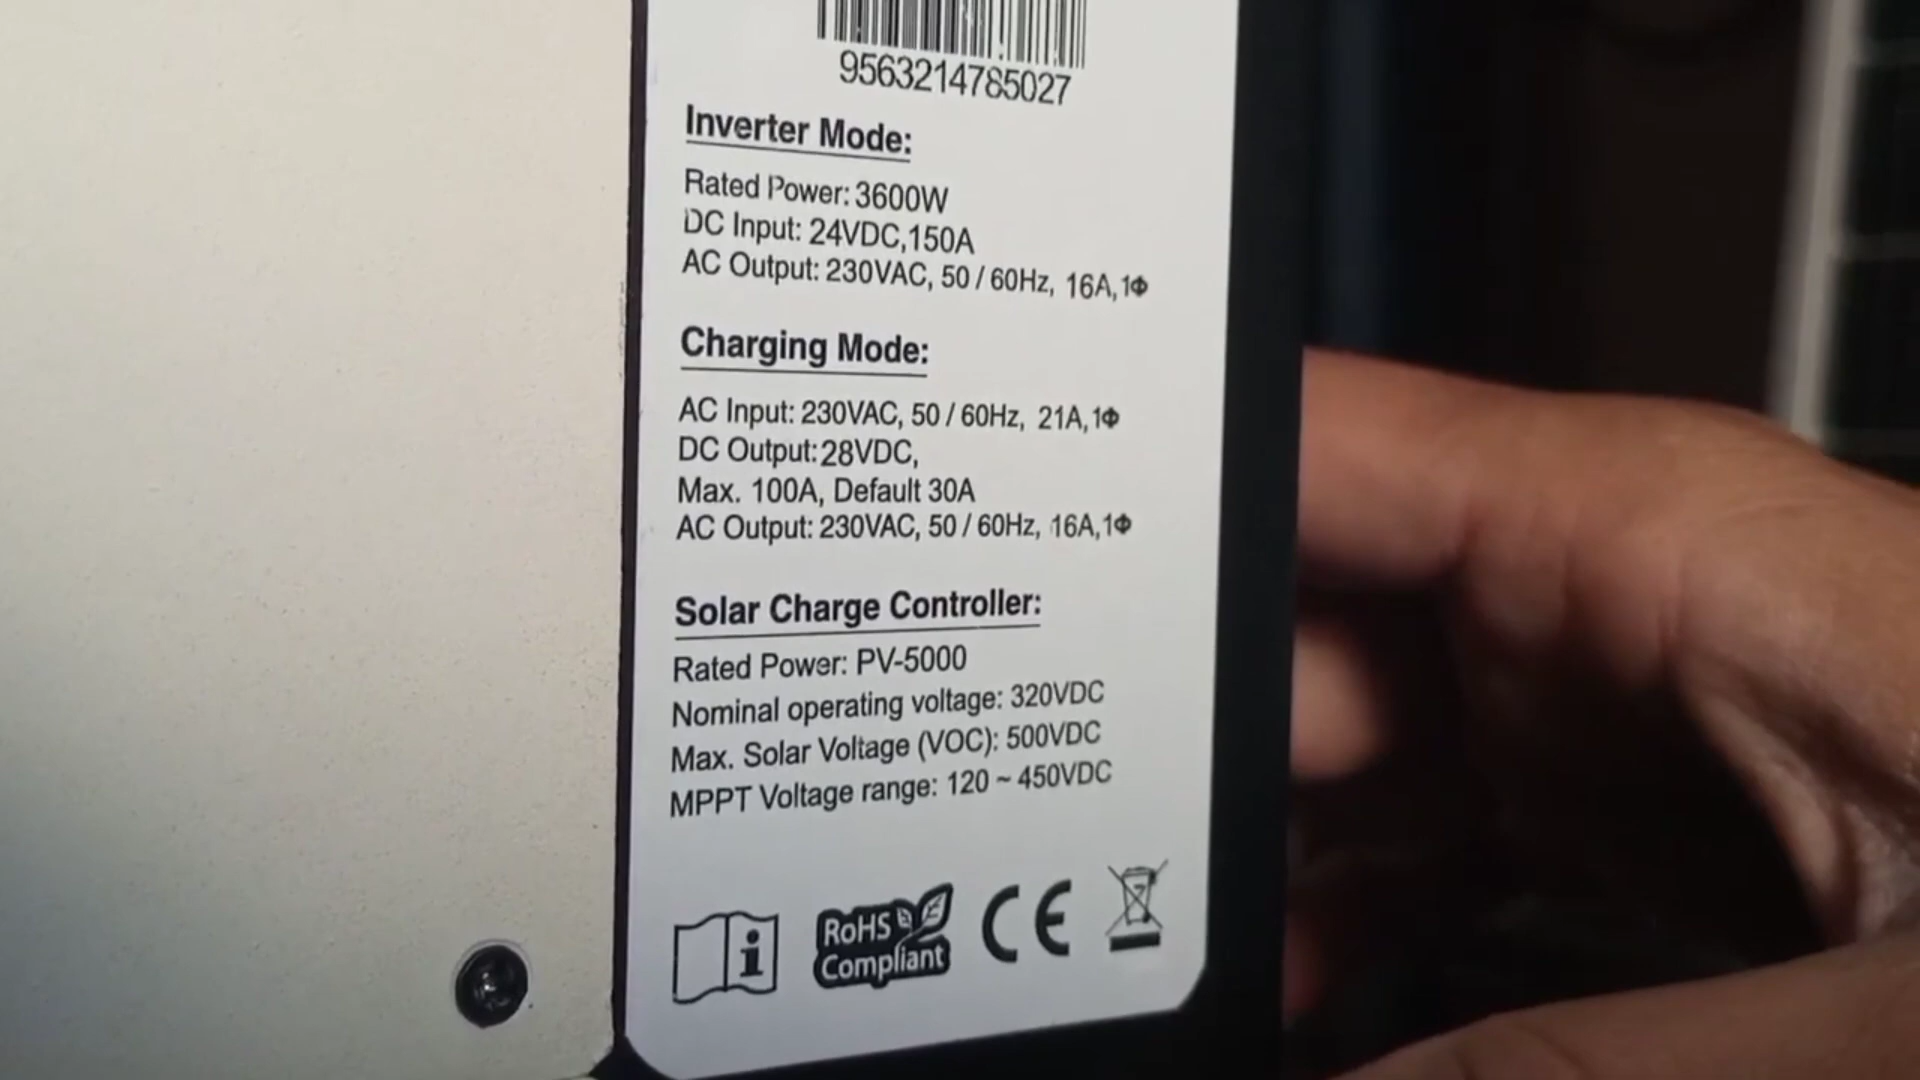 9563214785027
Inverter Mode:
Rated Power: 3600W
DC Input: 24VDC,150A
AC Output: 230VAC, 50 / 60Hz, 16A,1Φ
Charging Mode:
AC Input: 230VAC, 50 / 60Hz, 21A,1Φ
DC Output:28VDC,
Max. 100A, Default 30A
AC Output: 230VAC, 50 / 60Hz, 16A,1Φ
Solar Charge Controller:
Rated Power: PV-5000
Nominal operating voltage: 320VDC
Max. Solar Voltage (VOC): 500VDC
MPPT Voltage range: 120 ~ 450VDC
i
RoHS
Compliant
CE